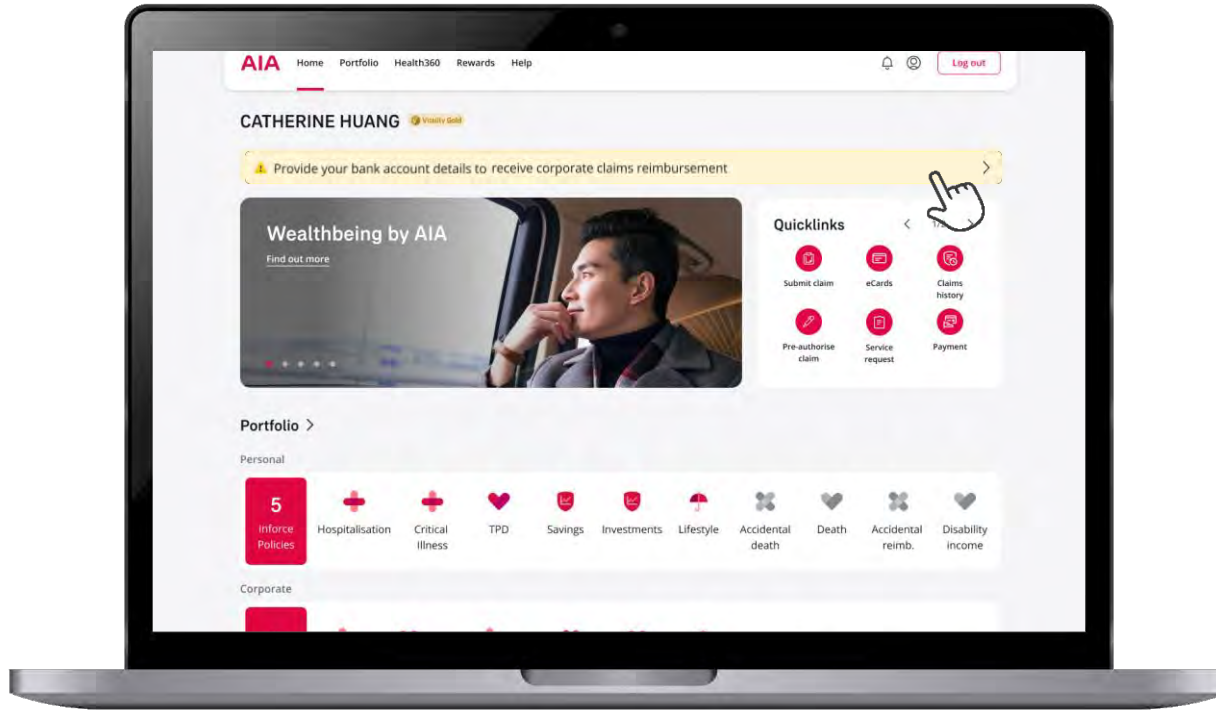 AIA Home Portfolio Health360 Rewards Help Log out
CATHERINE HUANG Vitality Gold
Provide your bank account details to receive corporate claims reimbursement
Wealthbeing by AIA
Find out more
Quicklinks
Submit claim eCards Claims history
Pre-authorise claim Service request Payment
Portfolio
Personal
5 Inforce Policies
Hospitalisation
Critical Illness
TPD
Savings
Investments
Lifestyle
Accidental death
Death
Accidental reimb.
Disability income
Corporate